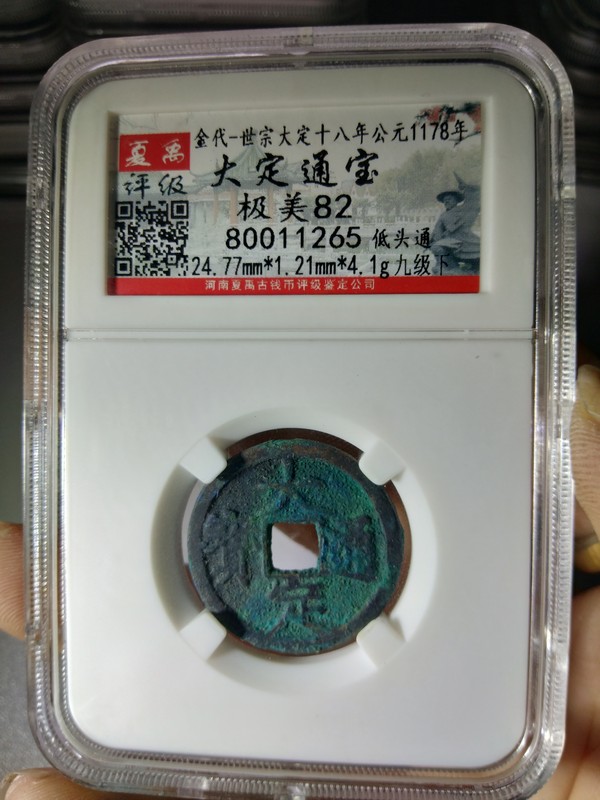 夏禹
评级
金代-世宗大定十八年公元1178年
大定通宝
极美82
80011265 低头通
24.77mm*1.21mm*4.1g九级下
河南夏禹古钱币评级鉴定公司
大
定
通